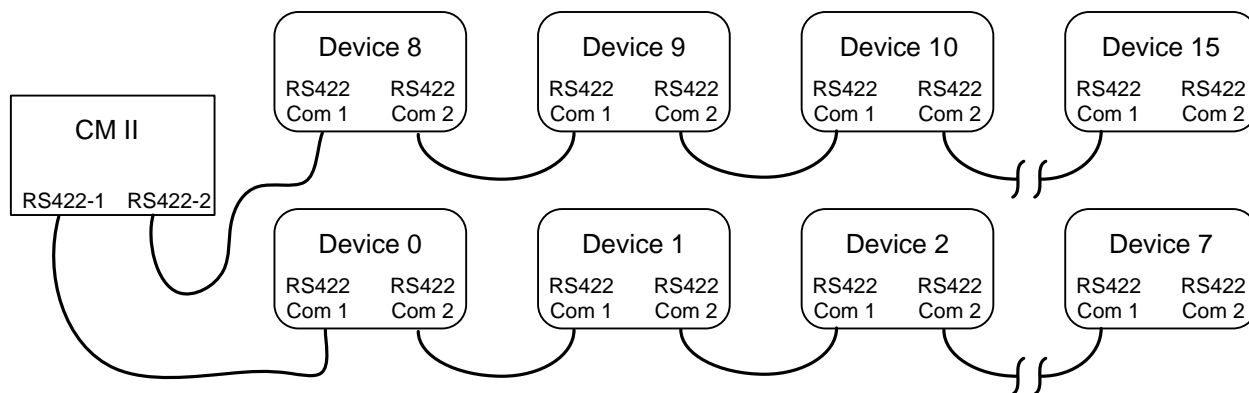 Device 8
RS422 RS422
Com 1 Com 2
Device 9
RS422 RS422
Com 1 Com 2
Device 10
RS422 RS422
Com 1 Com 2
Device 15
RS422 RS422
Com 1 Com 2
CM II
RS422-1 RS422-2
Device 0
RS422 RS422
Com 1 Com 2
Device 1
RS422 RS422
Com 1 Com 2
Device 2
RS422 RS422
Com 1 Com 2
Device 7
RS422 RS422
Com 1 Com 2